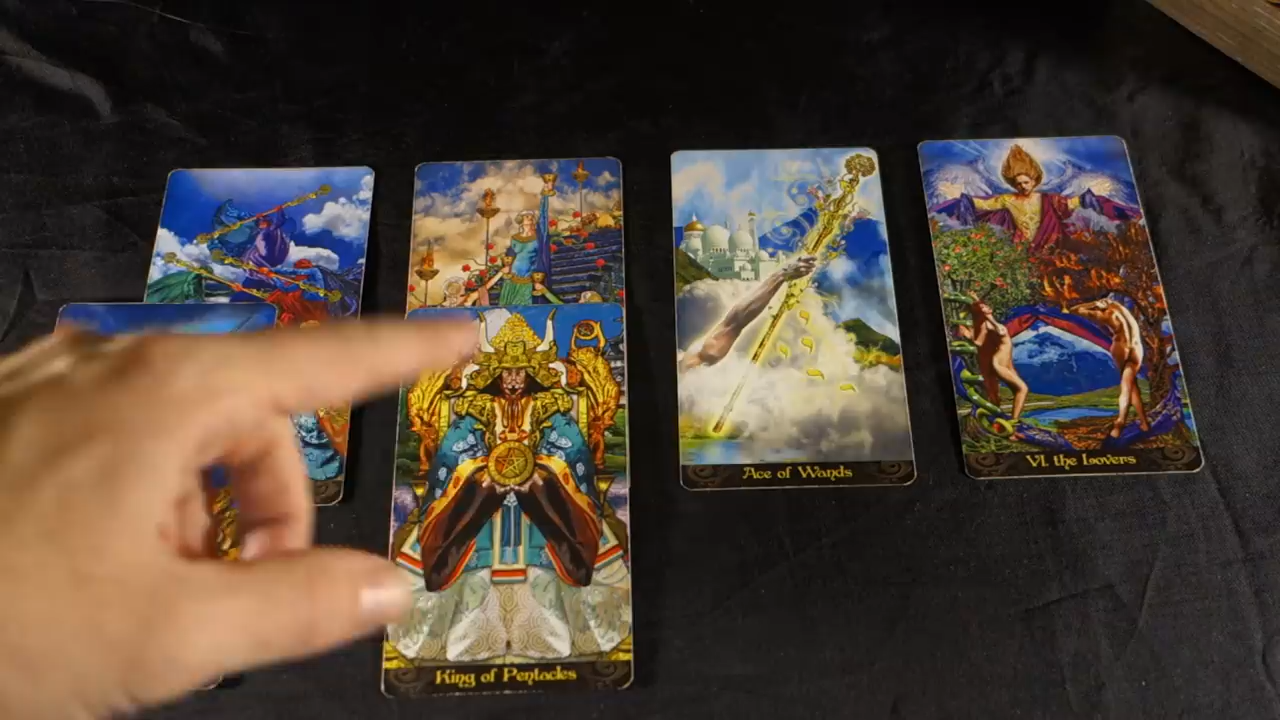 Ace of Wands
VI. the Lovers
King of Pentacles